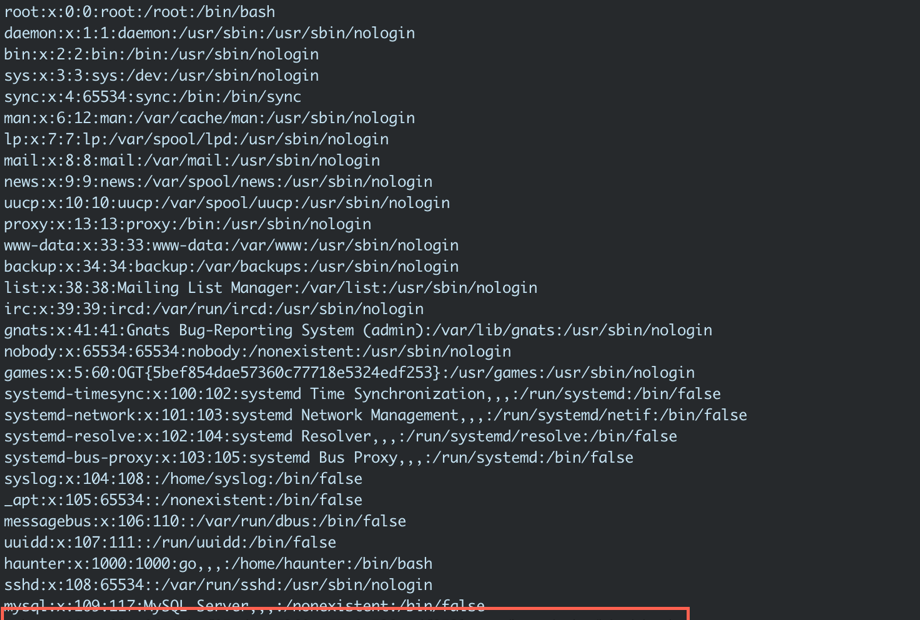 root:x:0:0:root:/root:/bin/bash
daemon:x:1:1:daemon:/usr/sbin:/usr/sbin/nologin
bin:x:2:2:bin:/bin:/usr/sbin/nologin
sys:x:3:3:sys:/dev:/usr/sbin/nologin
sync:x:4:65534:sync:/bin:/bin/sync
man:x:6:12:man:/var/cache/man:/usr/sbin/nologin
lp:x:7:7:lp:/var/spool/lpd:/usr/sbin/nologin
mail:x:8:8:mail:/var/mail:/usr/sbin/nologin
news:x:9:9:news:/var/spool/news:/usr/sbin/nologin
uucp:x:10:10:uucp:/var/spool/uucp:/usr/sbin/nologin
proxy:x:13:13:proxy:/bin:/usr/sbin/nologin
www-data:x:33:33:www-data:/var/www:/usr/sbin/nologin
backup:x:34:34:backup:/var/backups:/usr/sbin/nologin
list:x:38:38:Mailing List Manager:/var/list:/usr/sbin/nologin
irc:x:39:39:ircd:/var/run/ircd:/usr/sbin/nologin
gnats:x:41:41:Gnats Bug-Reporting System (admin):/var/lib/gnats:/usr/sbin/nologin
nobody:x:65534:65534:nobody:/nonexistent:/usr/sbin/nologin
games:x:5:60:OGT{5bef854dae57360c77718e5324edf253}:/usr/games:/usr/sbin/nologin
systemd-timesync:x:100:102:systemd Time Synchronization,,,:/run/systemd:/bin/false
systemd-network:x:101:103:systemd Network Management,,,:/run/systemd/netif:/bin/false
systemd-resolve:x:102:104:systemd Resolver,,,:/run/systemd/resolve:/bin/false
systemd-bus-proxy:x:103:105:systemd Bus Proxy,,,:/run/systemd:/bin/false
syslog:x:104:108::/home/syslog:/bin/false
_apt:x:105:65534::/nonexistent:/bin/false
messagebus:x:106:110::/var/run/dbus:/bin/false
uuidd:x:107:111::/run/uuidd:/bin/false
haunter:x:1000:1000:go,,,:/home/haunter:/bin/bash
sshd:x:108:65534::/var/run/sshd:/usr/sbin/nologin
mysql:x:109:117:MySQL Server,,,:/nonexistent:/bin/false